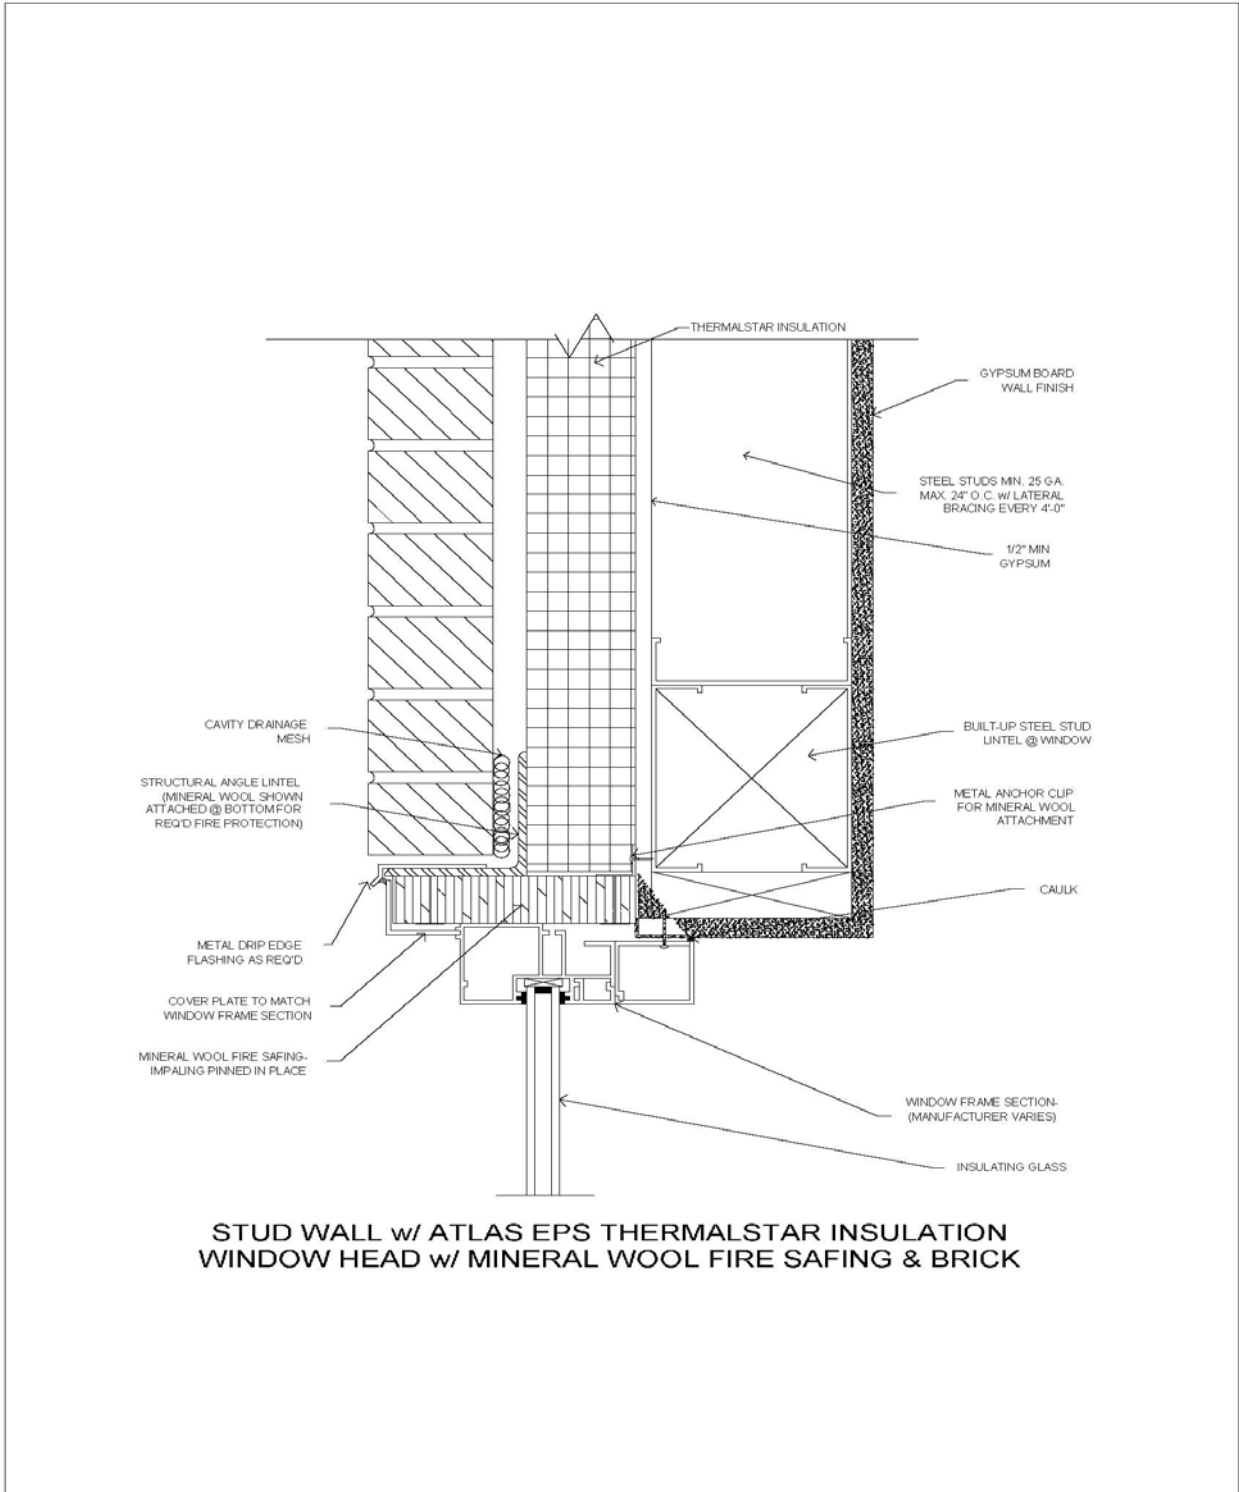 THERMALSTAR INSULATION
GYPSUM BOARD
WALL FINISH
STEEL STUDS MIN. 25 GA.
MAX. 24" O.C. w/ LATERAL
BRACING EVERY 4'-0"
1/2" MIN
GYPSUM
CAVITY DRAINAGE
MESH
BUILT-UP STEEL STUD
LINTEL @ WINDOW
STRUCTURAL ANGLE LINTEL
(MINERAL WOOL SHOWN
ATTACHED @ BOTTOM FOR
REQ'D FIRE PROTECTION)
METAL ANCHOR CLIP
FOR MINERAL WOOL
ATTACHMENT
CAULK
METAL DRIP EDGE
FLASHING AS REQ'D
COVER PLATE TO MATCH
WINDOW FRAME SECTION
MINERAL WOOL FIRE SAFING-
IMPALING PINNED IN PLACE
WINDOW FRAME SECTION-
(MANUFACTURER VARIES)
INSULATING GLASS
STUD WALL w/ ATLAS EPS THERMALSTAR INSULATION
WINDOW HEAD w/ MINERAL WOOL FIRE SAFING & BRICK